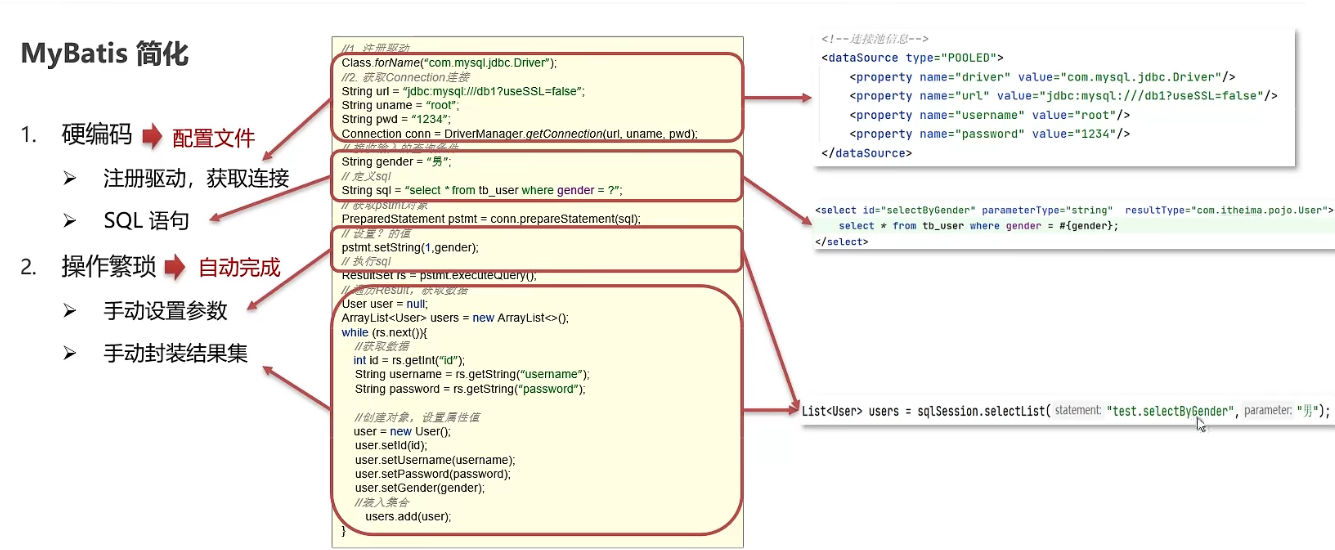 MyBatis 简化
1. 硬编码 配置文件
➢ 注册驱动，获取连接
➢ SQL 语句
2. 操作繁琐 自动完成
➢ 手动设置参数
➢ 手动封装结果集
//1. 注册驱动
Class.forName("com.mysql.jdbc.Driver");
//2. 获取Connection连接
String url = "jdbc:mysql:///db1?useSSL=false";
String uname = "root";
String pwd = "1234";
Connection conn = DriverManager.getConnection(url, uname, pwd);
// 接收输入的查询条件
String gender = "男";
// 定义sql
String sql = "select * from tb_user where gender = ?";
// 获取pstmt对象
PreparedStatement pstmt = conn.prepareStatement(sql);
// 设置？的值
pstmt.setString(1,gender);
// 执行sql
ResultSet rs = pstmt.executeQuery();
// 遍历Result，获取数据
User user = null;
ArrayList<User> users = new ArrayList<>();
while (rs.next()){
//获取数据
int id = rs.getInt("id");
String username = rs.getString("username");
String password = rs.getString("password");
//创建对象，设置属性值
user = new User();
user.setId(id);
user.setUsername(username);
user.setPassword(password);
user.setGender(gender);
//装入集合
users.add(user);
}
<!--连接池信息-->
<dataSource type="POOLED">
<property name="driver" value="com.mysql.jdbc.Driver"/>
<property name="url" value="jdbc:mysql:///db1?useSSL=false"/>
<property name="username" value="root"/>
<property name="password" value="1234"/>
</dataSource>
<select id="selectByGender" parameterType="string" resultType="com.itheima.pojo.User">
select * from tb_user where gender = #{gender};
</select>
List<User> users = sqlSession.selectList( statement: "test.selectByGender", parameter: "男");